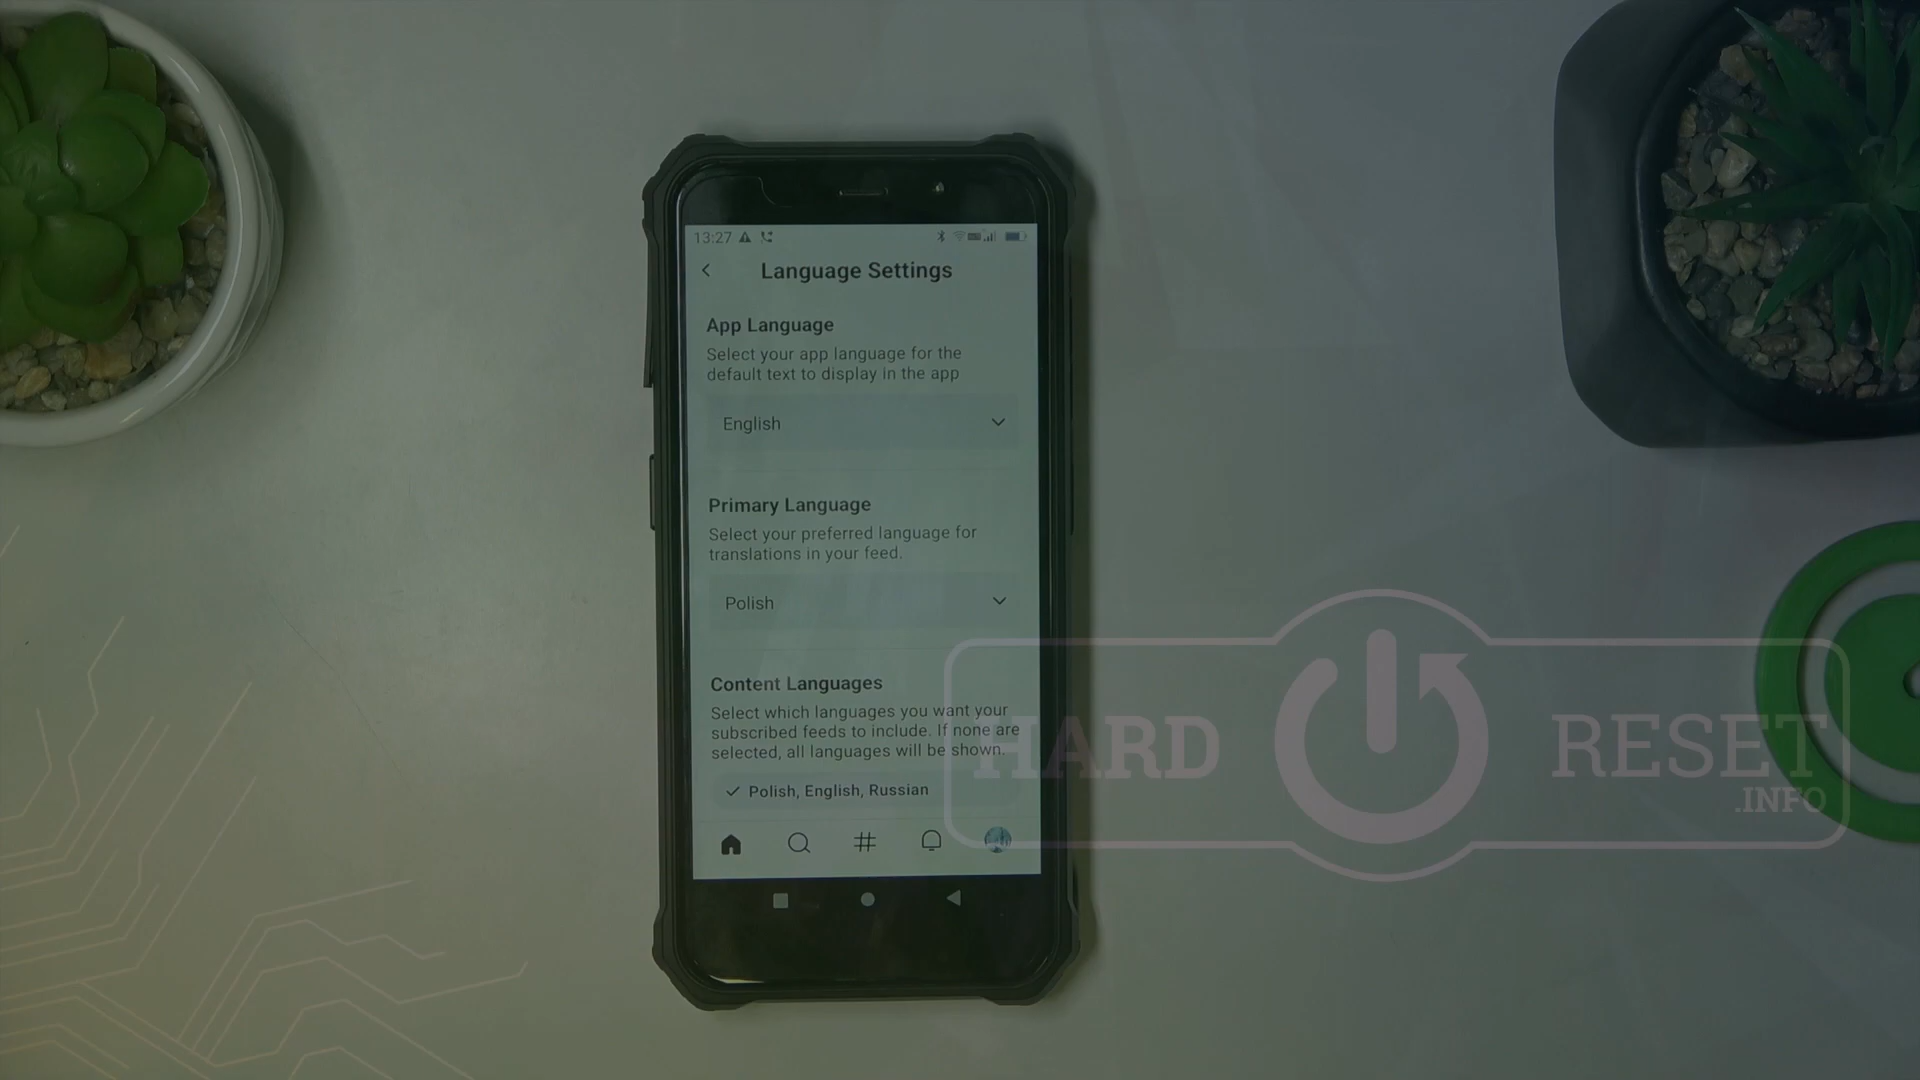 13:27
Language Settings
App Language
Select your app language for the
default text to display in the app
English
Primary Language
Select your preferred language for
translations in your feed.
Polish
Content Languages
Select which languages you want your
subscribed feeds to include. If none are
selected, all languages will be shown.
Polish, English, Russian
HARD RESET
.INFO